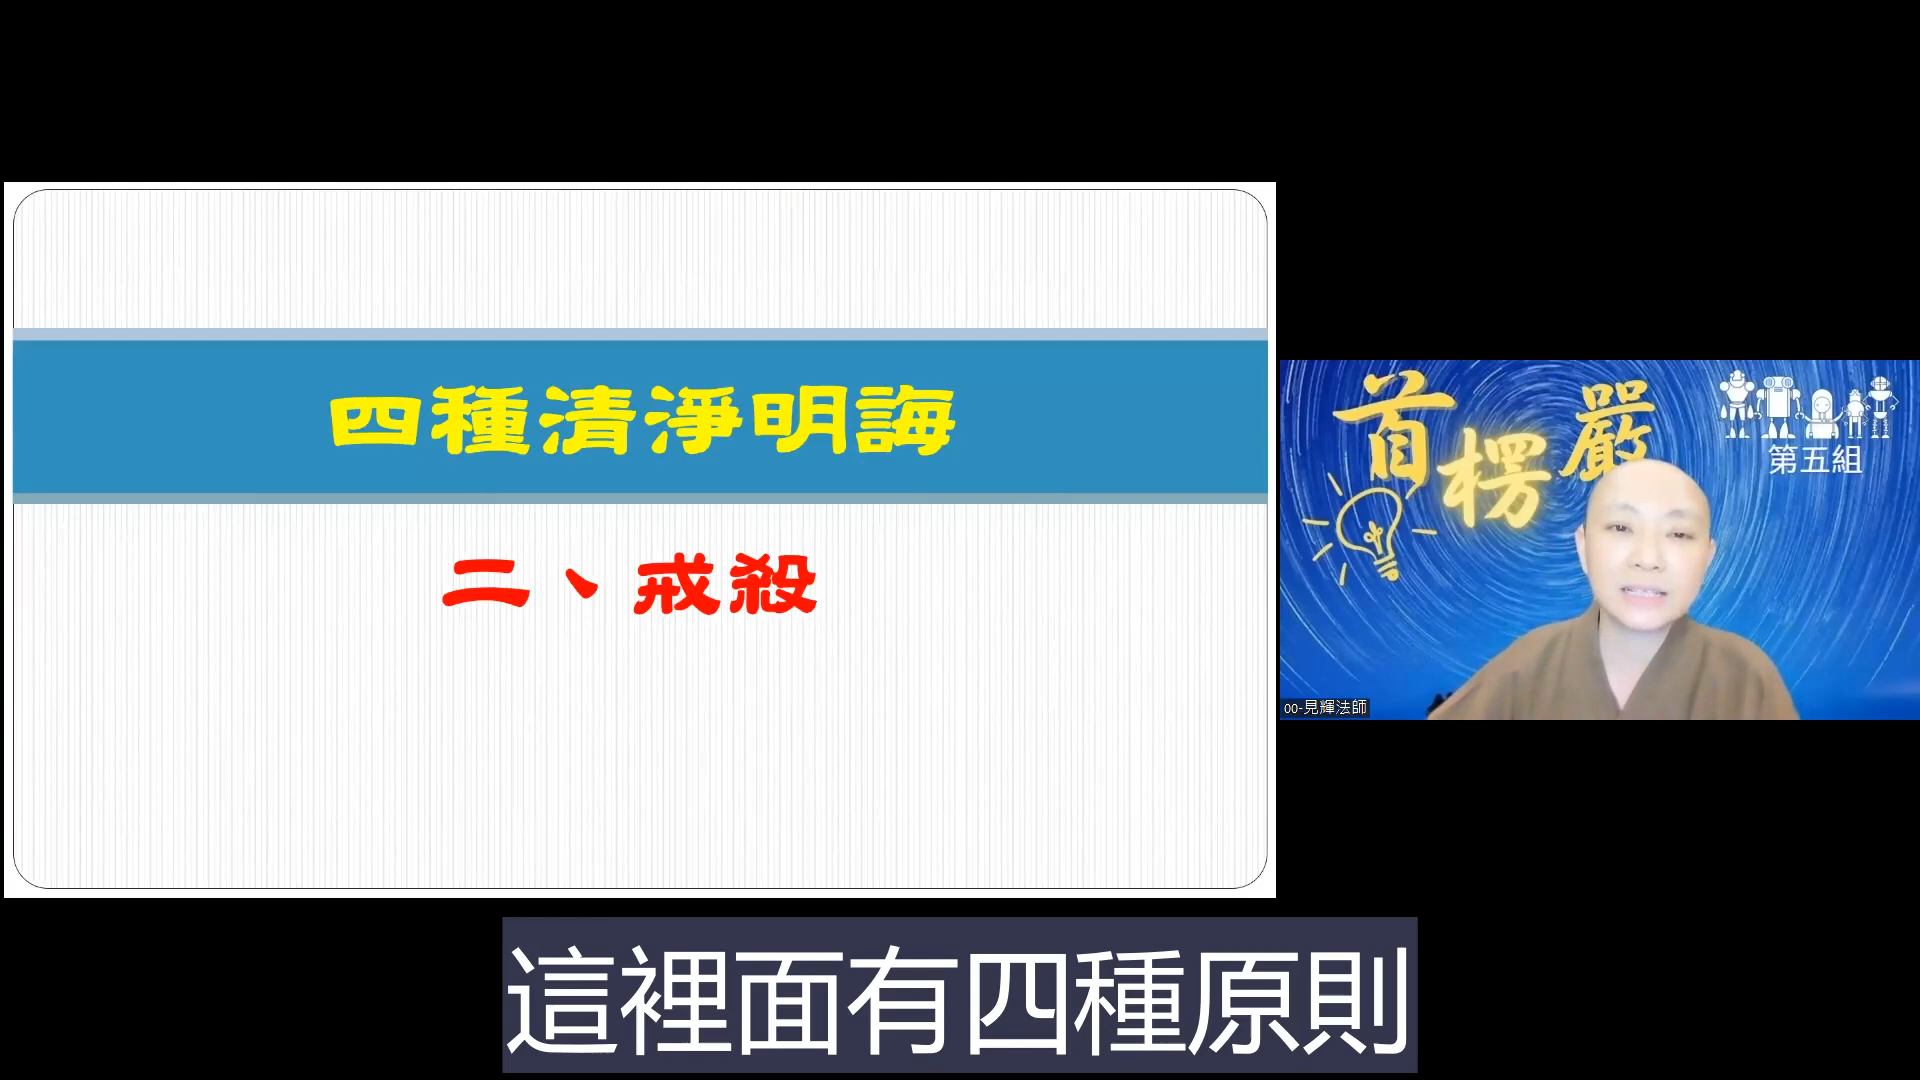 四種清淨明誨
二、戒殺
首楞嚴
第五組
00-見輝法師
這裡面有四種原則